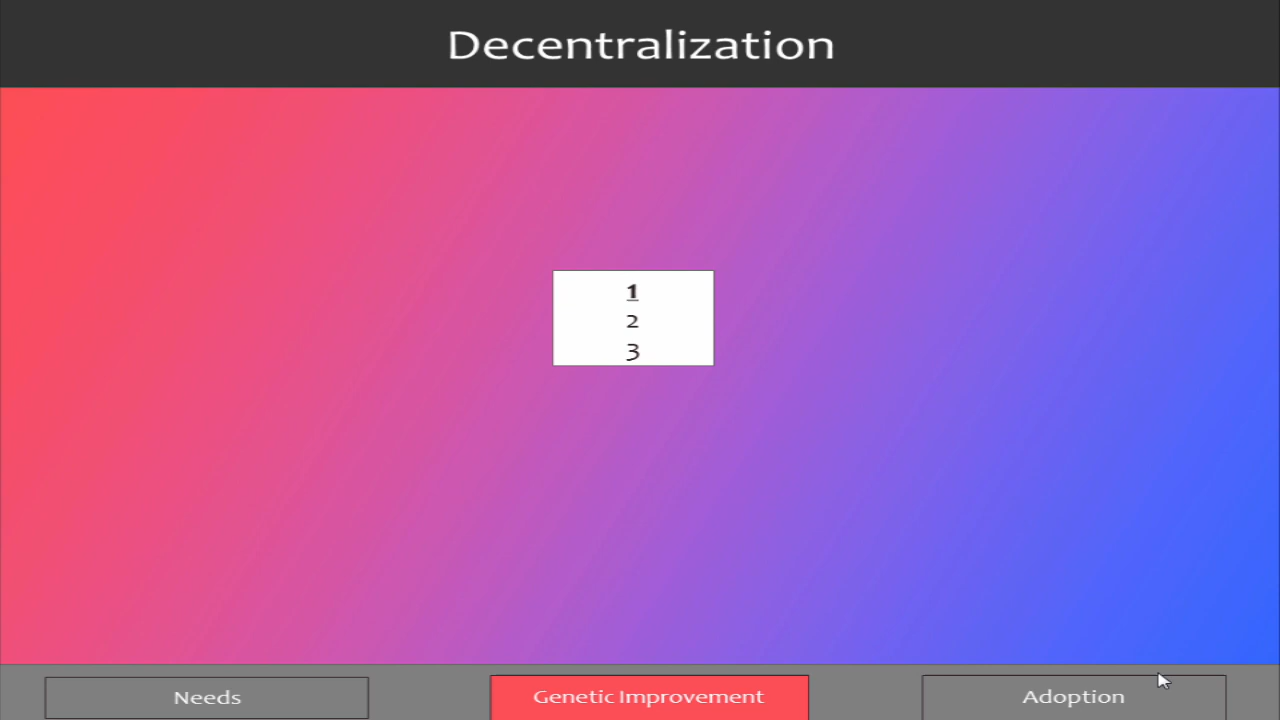 Decentralization
1
2
3
Needs
Genetic Improvement
Adoption